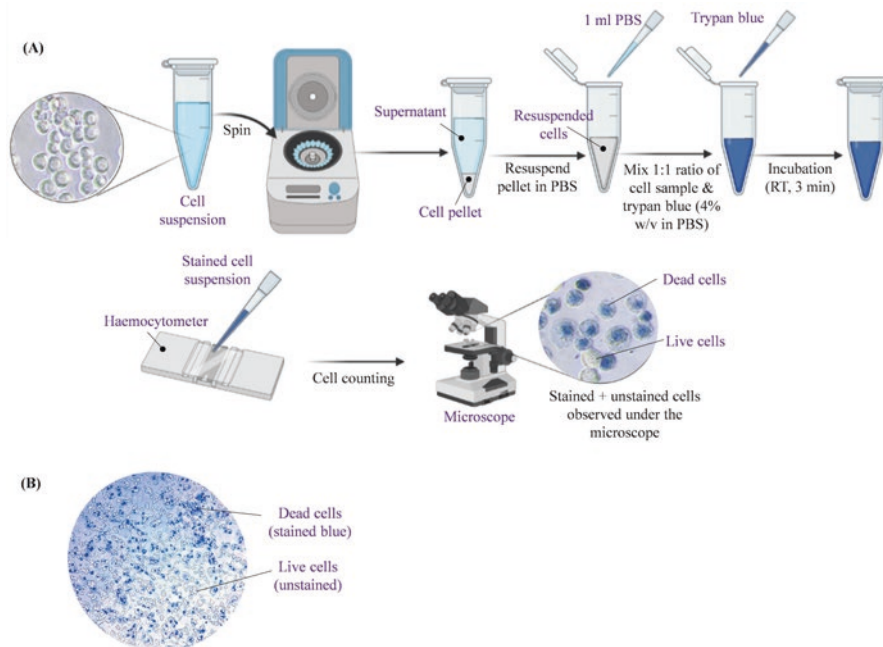 (A)
1 ml PBS
Trypan blue
Spin
Supernatant
Resuspended
cells
Cell
suspension
Cell pellet
Resuspend
pellet in PBS
Mix 1:1 ratio of
cell sample &
trypan blue (4%
w/v in PBS)
Incubation
(RT, 3 min)
Stained cell
suspension
Haemocytometer
Cell counting
Microscope
Dead cells
Live cells
Stained + unstained cells
observed under the
microscope
(B)
Dead cells
(stained blue)
Live cells
(unstained)